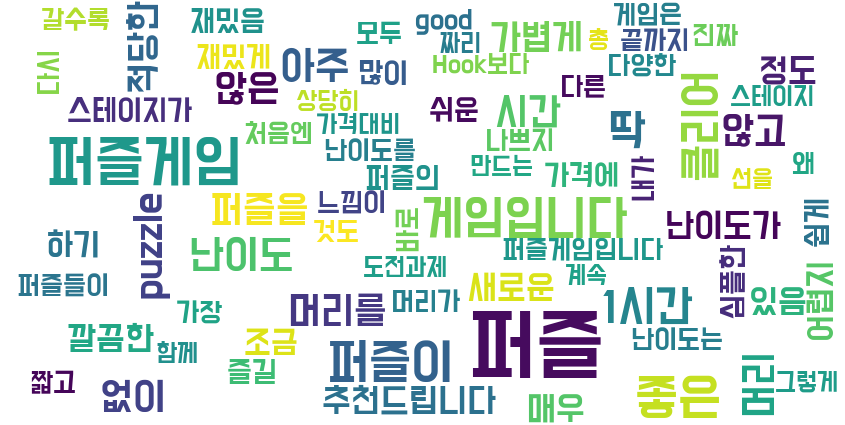 갈수록
재밌음
모두
good
게임은
짜리
가볍게
총
끝까지
진짜
적당한
재밌게
아주
많이
Hook보다
다양한
정도
다시
않은
상당히
쉬운
시간
다른
클리어
스테이지
스테이지가
처음엔
가격대비
나쁘지
딱
않고
퍼즐게임
난이도를
퍼즐의
만드는
가격에
내가
선을
왜
puzzle
퍼즐을
느낌이
것도
바로
게임입니다
난이도가
쉽게
하기
난이도
퍼즐게임입니다
심플한
퍼즐들이
도전과제
계속
가장
머리를
머리가
새로운
1시간
있음
어렵지
깔끔한
함께
조금
퍼즐이
퍼즐
난이도는
짧고
없이
즐길
추천드립니다
매우
좋은
머리
그렇게